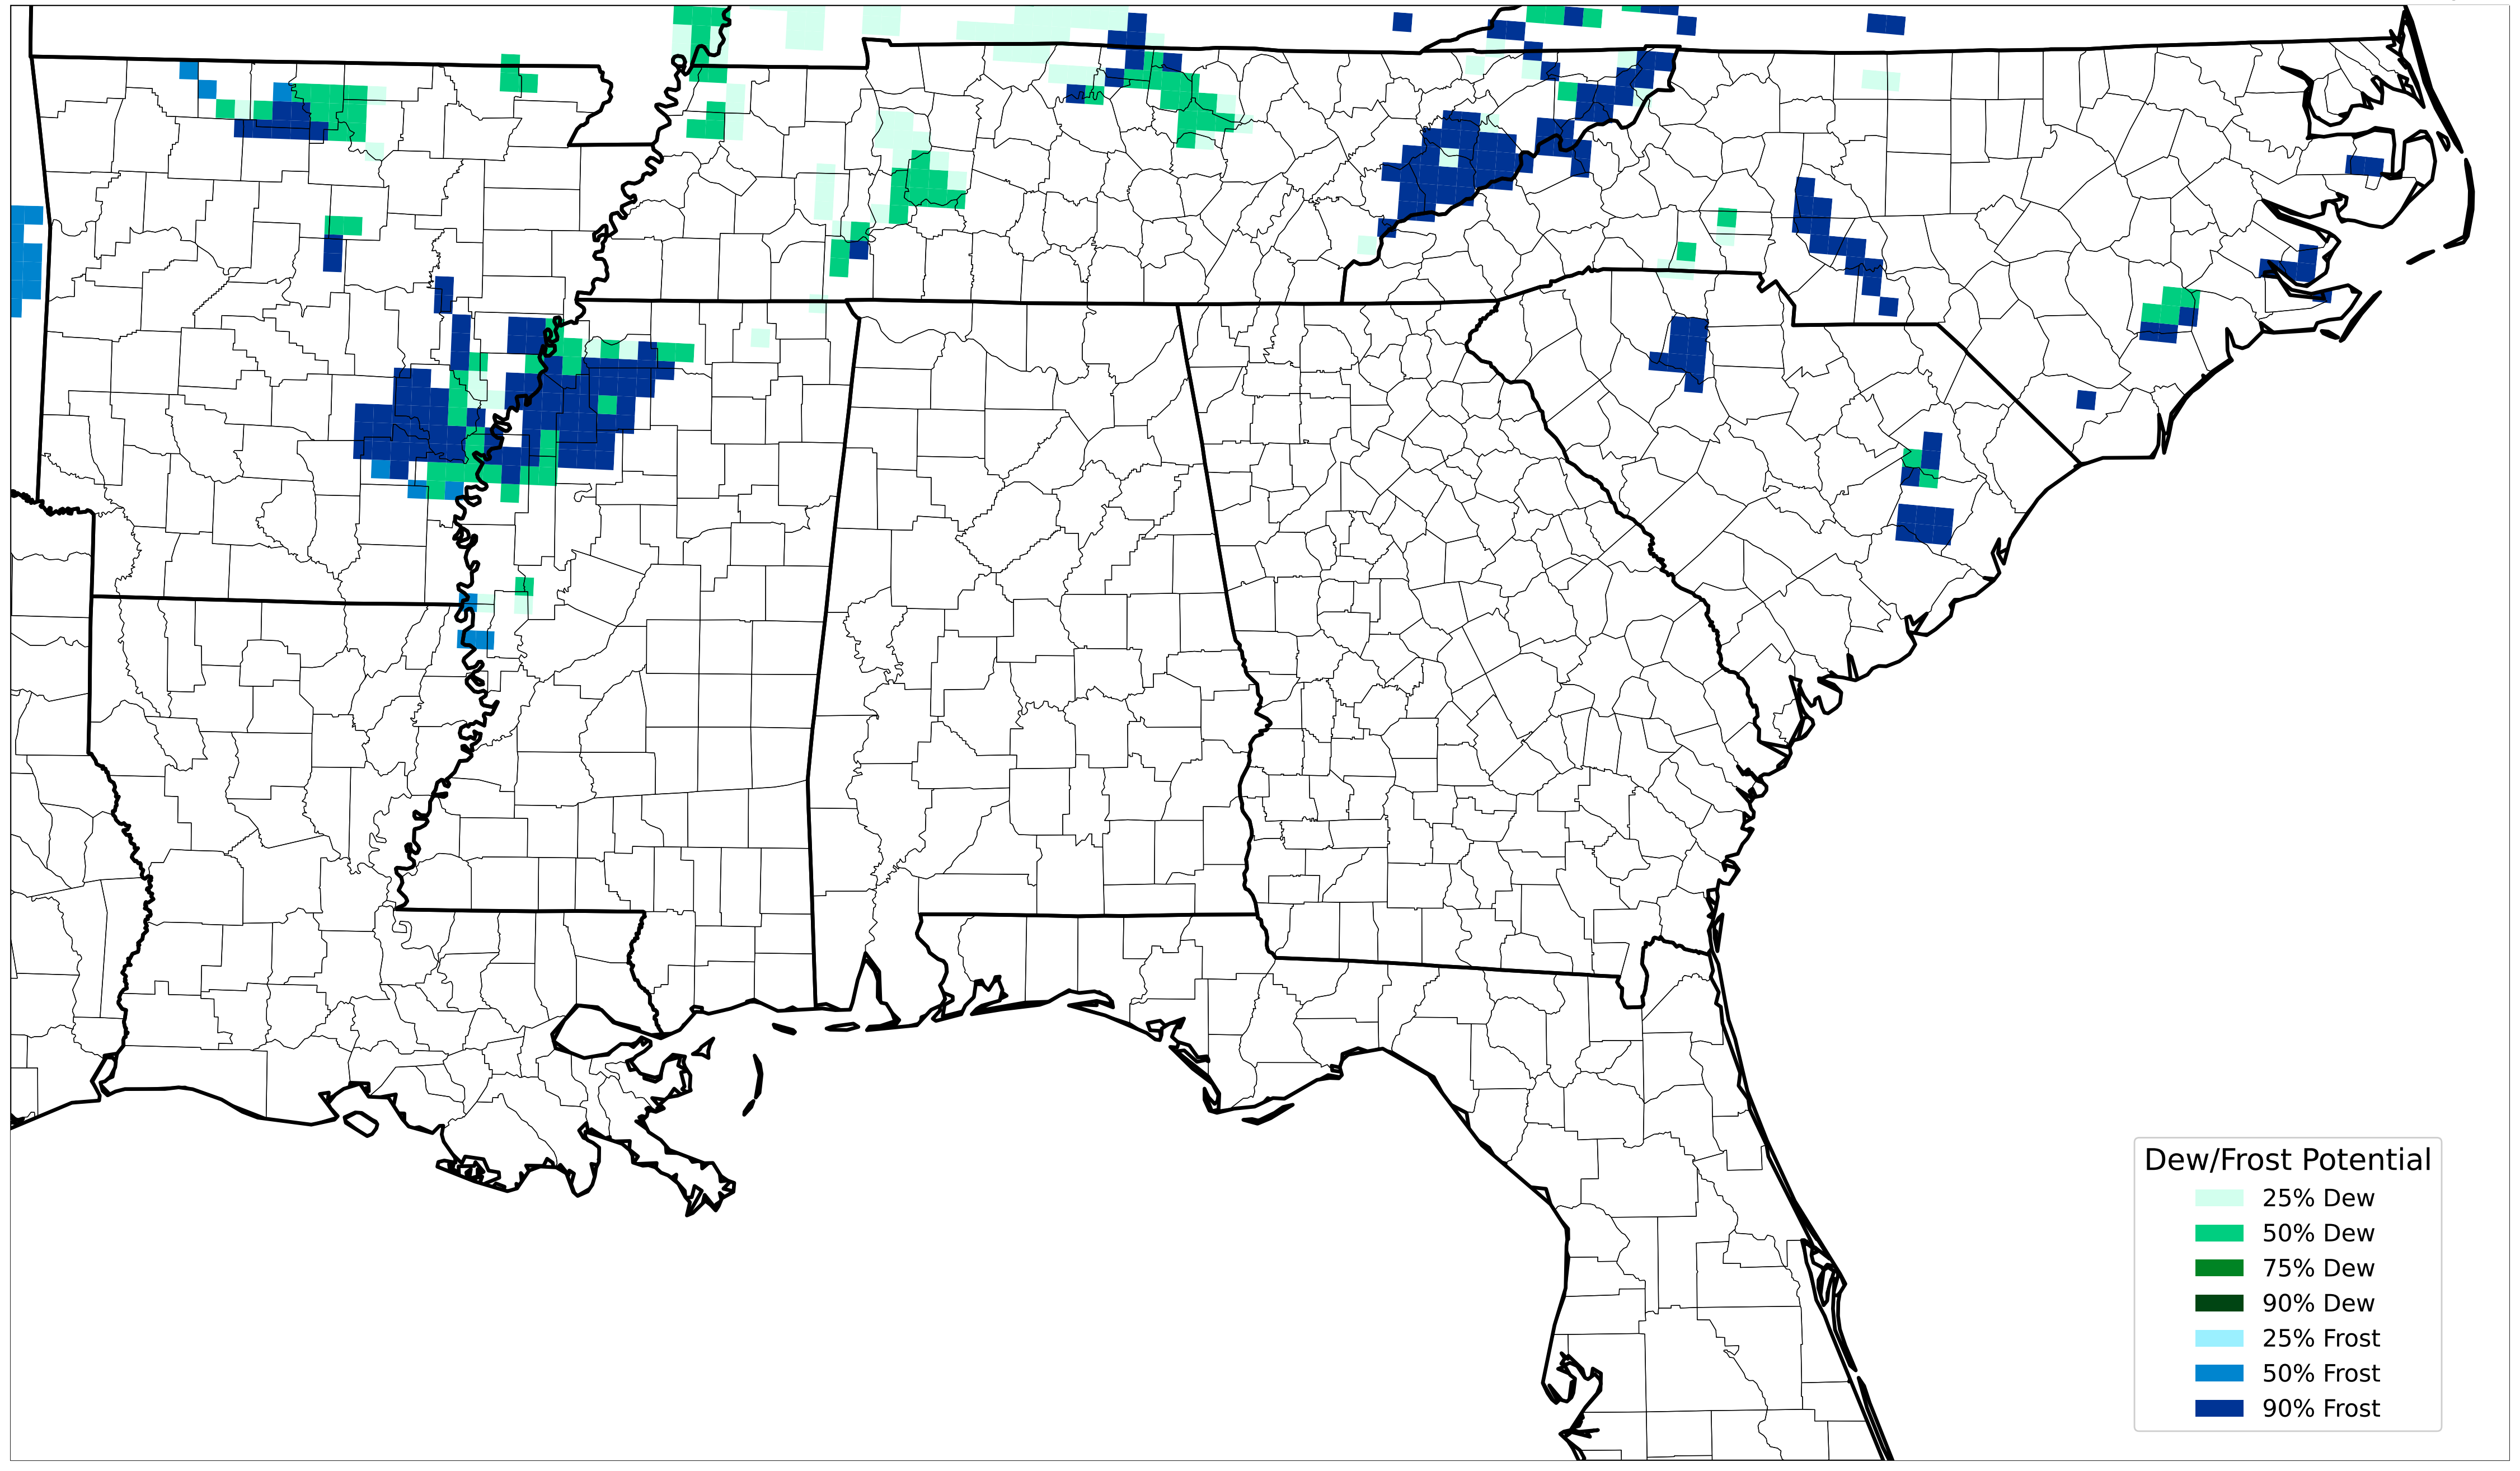 Dew/Frost Potential
25% Dew
50% Dew
75% Dew
90% Dew
25% Frost
50% Frost
90% Frost